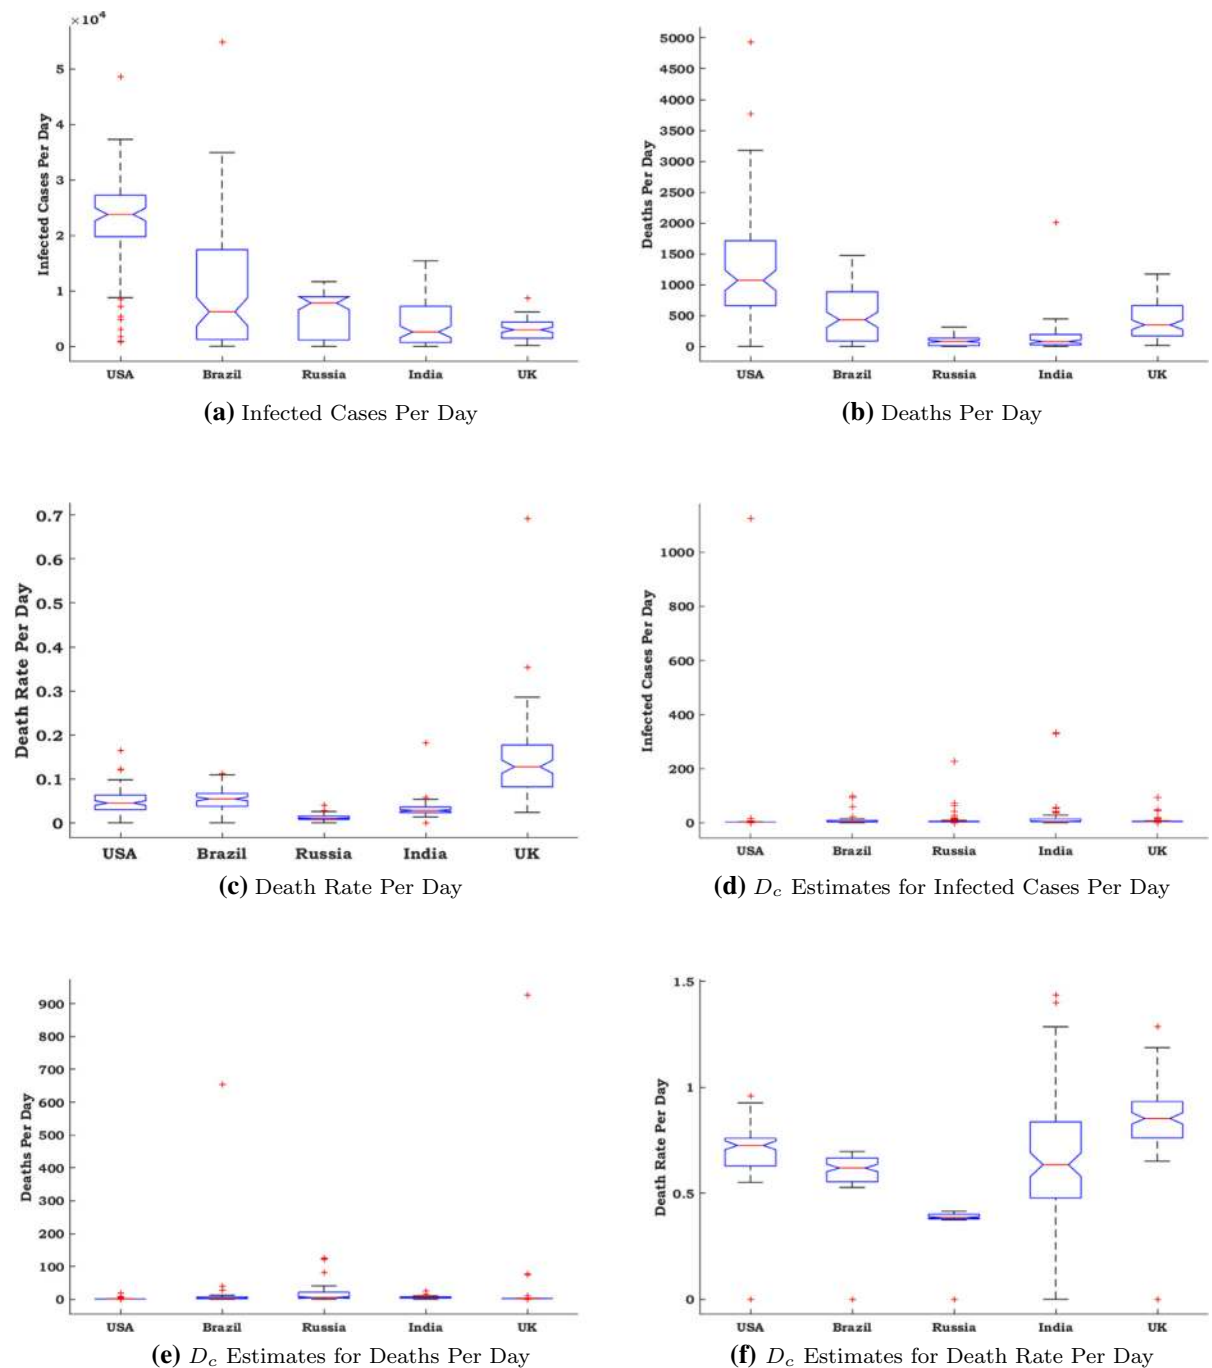 ×10⁴
5
4
3
2
1
0
Infected Cases Per Day
USA Brazil Russia India UK
(a) Infected Cases Per Day
5000
4500
4000
3500
3000
2500
2000
1500
1000
500
0
Deaths Per Day
USA Brazil Russia India UK
(b) Deaths Per Day
0.7
0.6
0.5
0.4
0.3
0.2
0.1
0
Death Rate Per Day
USA Brazil Russia India UK
(c) Death Rate Per Day
1000
800
600
400
200
0
Infected Cases Per Day
USA Brazil Russia India UK
(d) D_c Estimates for Infected Cases Per Day
900
800
700
600
500
400
300
200
100
0
Deaths Per Day
USA Brazil Russia India UK
(e) D_c Estimates for Deaths Per Day
1.5
1
0.5
0
Death Rate Per Day
USA Brazil Russia India UK
(f) D_c Estimates for Death Rate Per Day